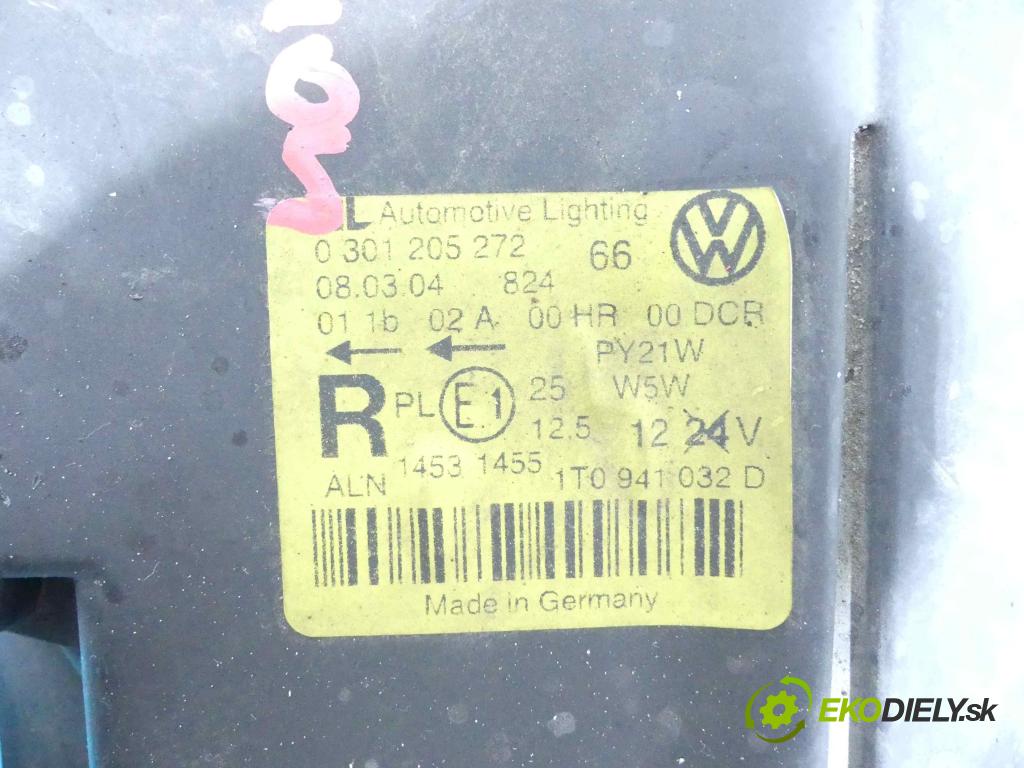 L Automotive Lighting
0 301 205 272 66
08.03.04 824
01 1b 02 A 00 HR 00 DCR
PY21W
R PL E1 25 W5W
12.5 12 24 V
1453 1455
ALN 1T0 941 032 D
Made in Germany
EKODIELY.sk